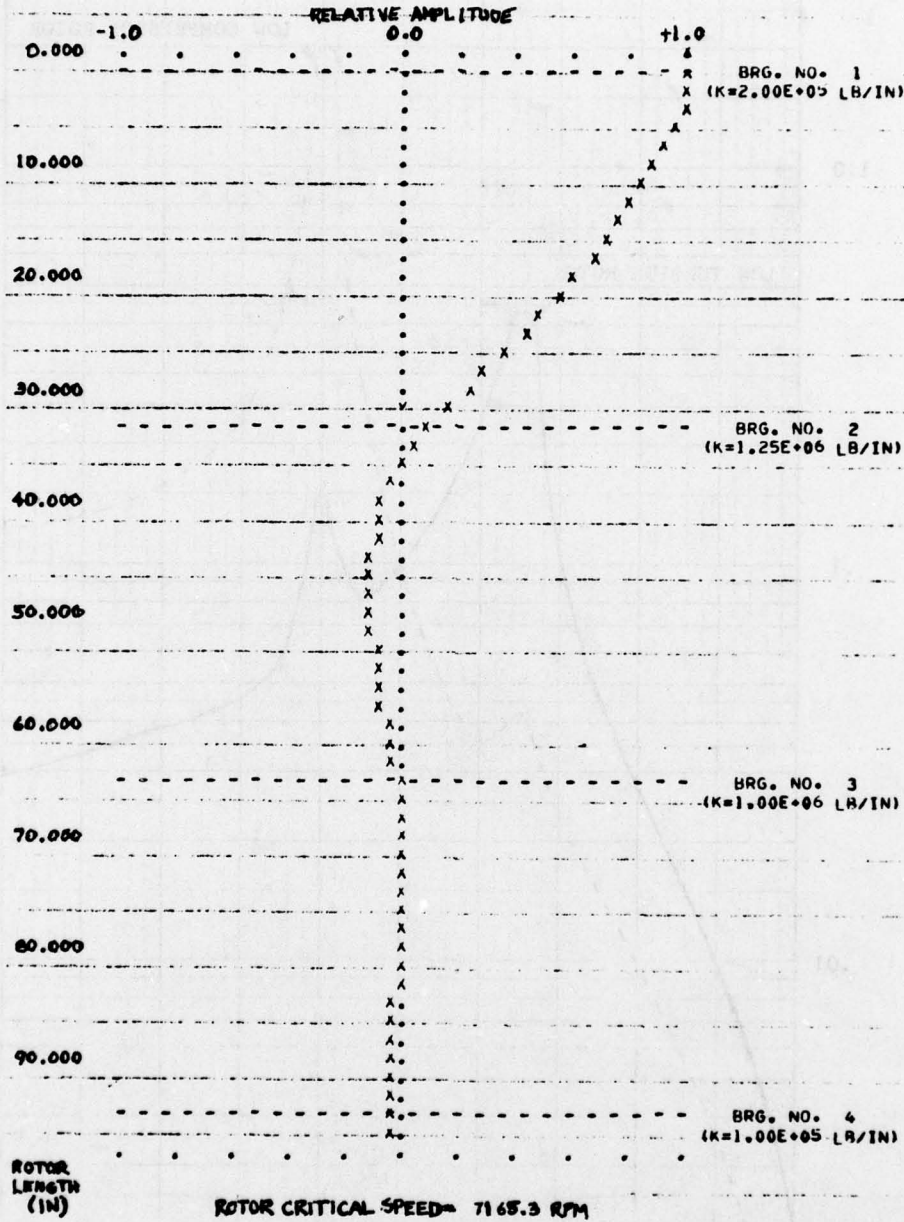 RELATIVE AMPLITUDE
-1.0 0.0 +1.0
0.000
BRG. NO. 1
(K=2.00E+05 LB/IN)
10.000
20.000
30.000
BRG. NO. 2
(K=1.25E+06 LB/IN)
40.000
50.000
60.000
BRG. NO. 3
(K=1.00E+06 LB/IN)
70.000
80.000
90.000
BRG. NO. 4
(K=1.00E+05 LB/IN)
ROTOR
LENGTH
(IN)
ROTOR CRITICAL SPEED= 7165.3 RPM